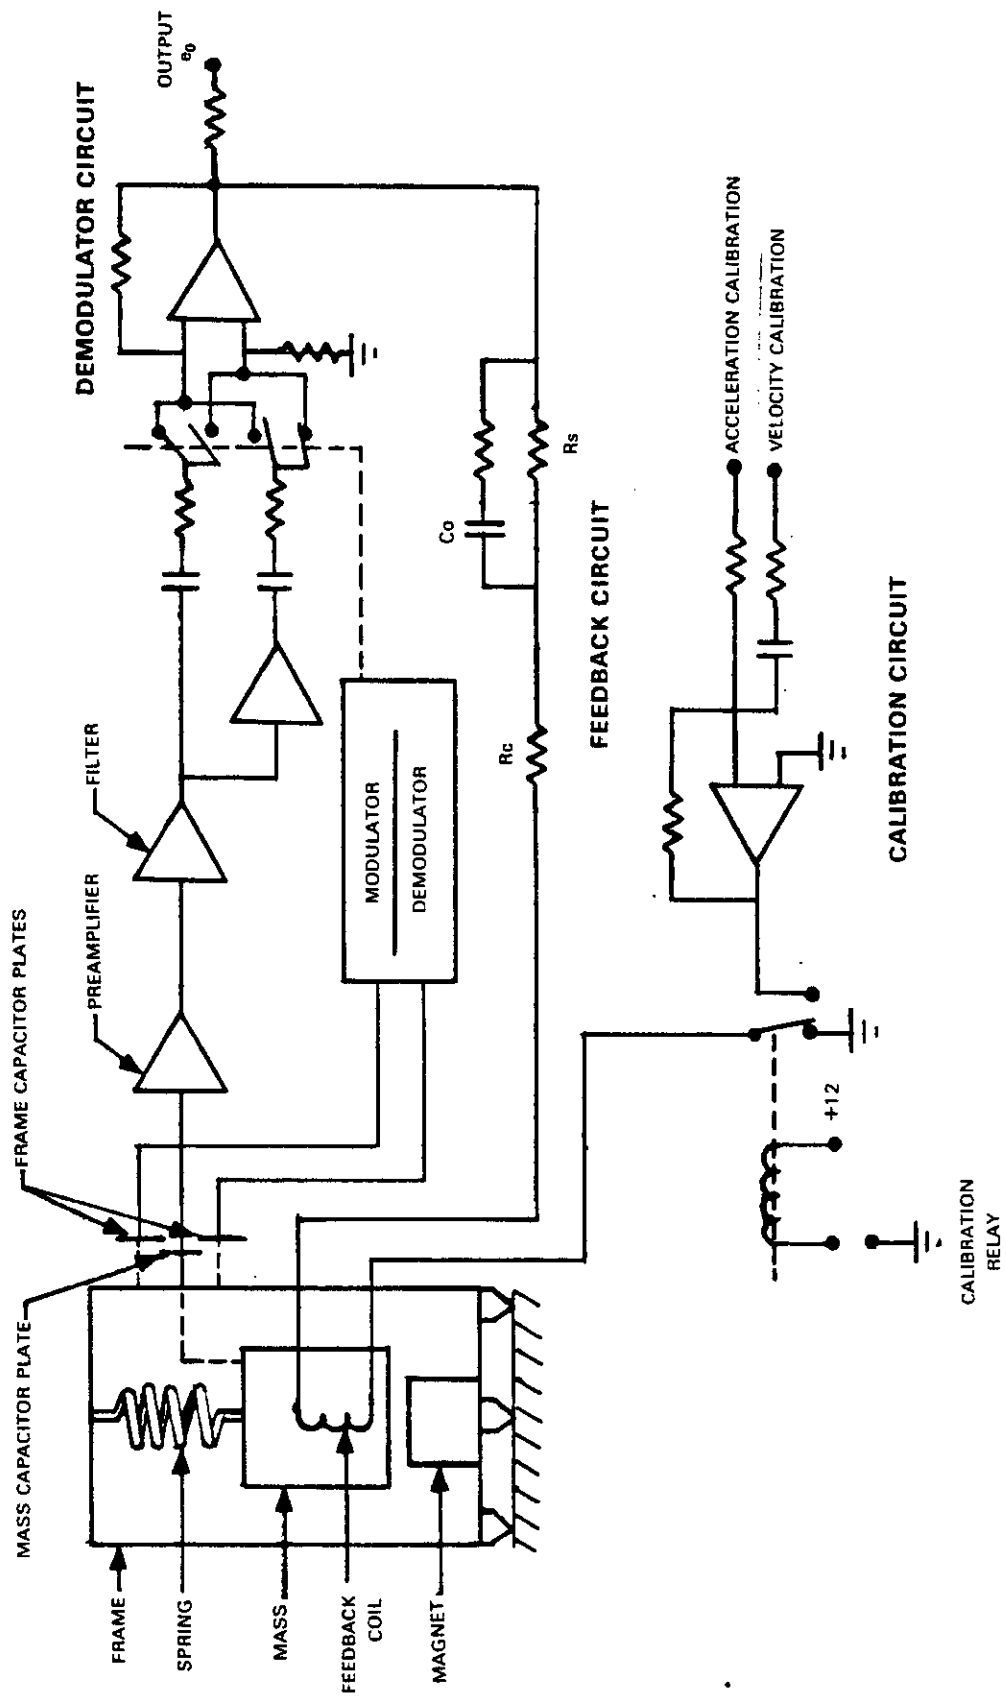 MASS CAPACITOR PLATE
FRAME CAPACITOR PLATES
PREAMPLIFIER
FILTER
DEMODULATOR CIRCUIT
OUTPUT
e0
FRAME
SPRING
MASS
FEEDBACK
COIL
MAGNET
MODULATOR
DEMODULATOR
Co
Rs
Rc
FEEDBACK CIRCUIT
ACCELERATION CALIBRATION
VELOCITY CALIBRATION
CALIBRATION CIRCUIT
+12
CALIBRATION
RELAY